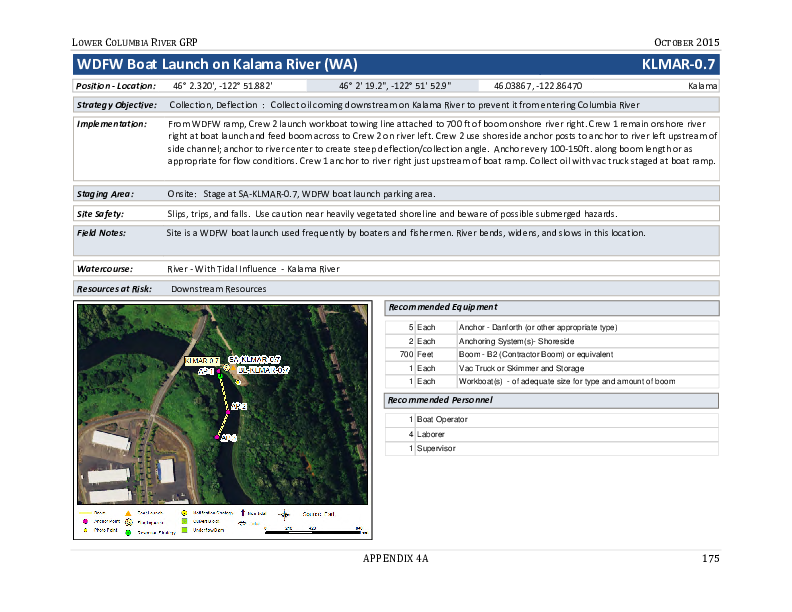 LOWER COLUMBIA RIVER GRP OCTOBER 2015
WDFW Boat Launch on Kalama River (WA) KLMAR-0.7
Position - Location: 46° 2.320', -122° 51.882' 46° 2' 19.2", -122° 51' 52.9" 46.03867, -122.86470 Kalama
Strategy Objective: Collection, Deflection : Collect oil coming downstream on Kalama River to prevent it from entering Columbia River
Implementation: From WDFW ramp, Crew 2 launch workboat towing line attached to 700 ft of boom onshore river right. Crew 1 remain onshore river
right at boat launch and feed boom across to Crew 2 on river left. Crew 2 use shoreside anchor posts to anchor to river left upstream of
side channel; anchor to river center to create steep deflection/collection angle. Anchor every 100-150ft. along boom length or as
appropriate for flow conditions. Crew 1 anchor to river right just upstream of boat ramp. Collect oil with vac truck staged at boat ramp.
Staging Area: Onsite: Stage at SA-KLMAR-0.7, WDFW boat launch parking area.
Site Safety: Slips, trips, and falls. Use caution near heavily vegetated shoreline and beware of possible submerged hazards.
Field Notes: Site is a WDFW boat launch used frequently by boaters and fishermen. River bends, widens, and slows in this location.
Watercourse: River - With Tidal Influence - Kalama River
Resources at Risk: Downstream Resources
Recommended Equipment
5 Each Anchor - Danforth (or other appropriate type)
2 Each Anchoring System(s)- Shoreside
700 Feet Boom - B2 (Contractor Boom) or equivalent
1 Each Vac Truck or Skimmer and Storage
1 Each Workboat(s) - of adequate size for type and amount of boom
Recommended Personnel
1 Boat Operator
4 Laborer
1 Supervisor
KLMAR-0.7 SA-KLMAR-0.7
AP-1 BL-KLMAR-0.7
AP-2
AP-3
Anchor Point
Photo Point
APPENDIX 4A 175